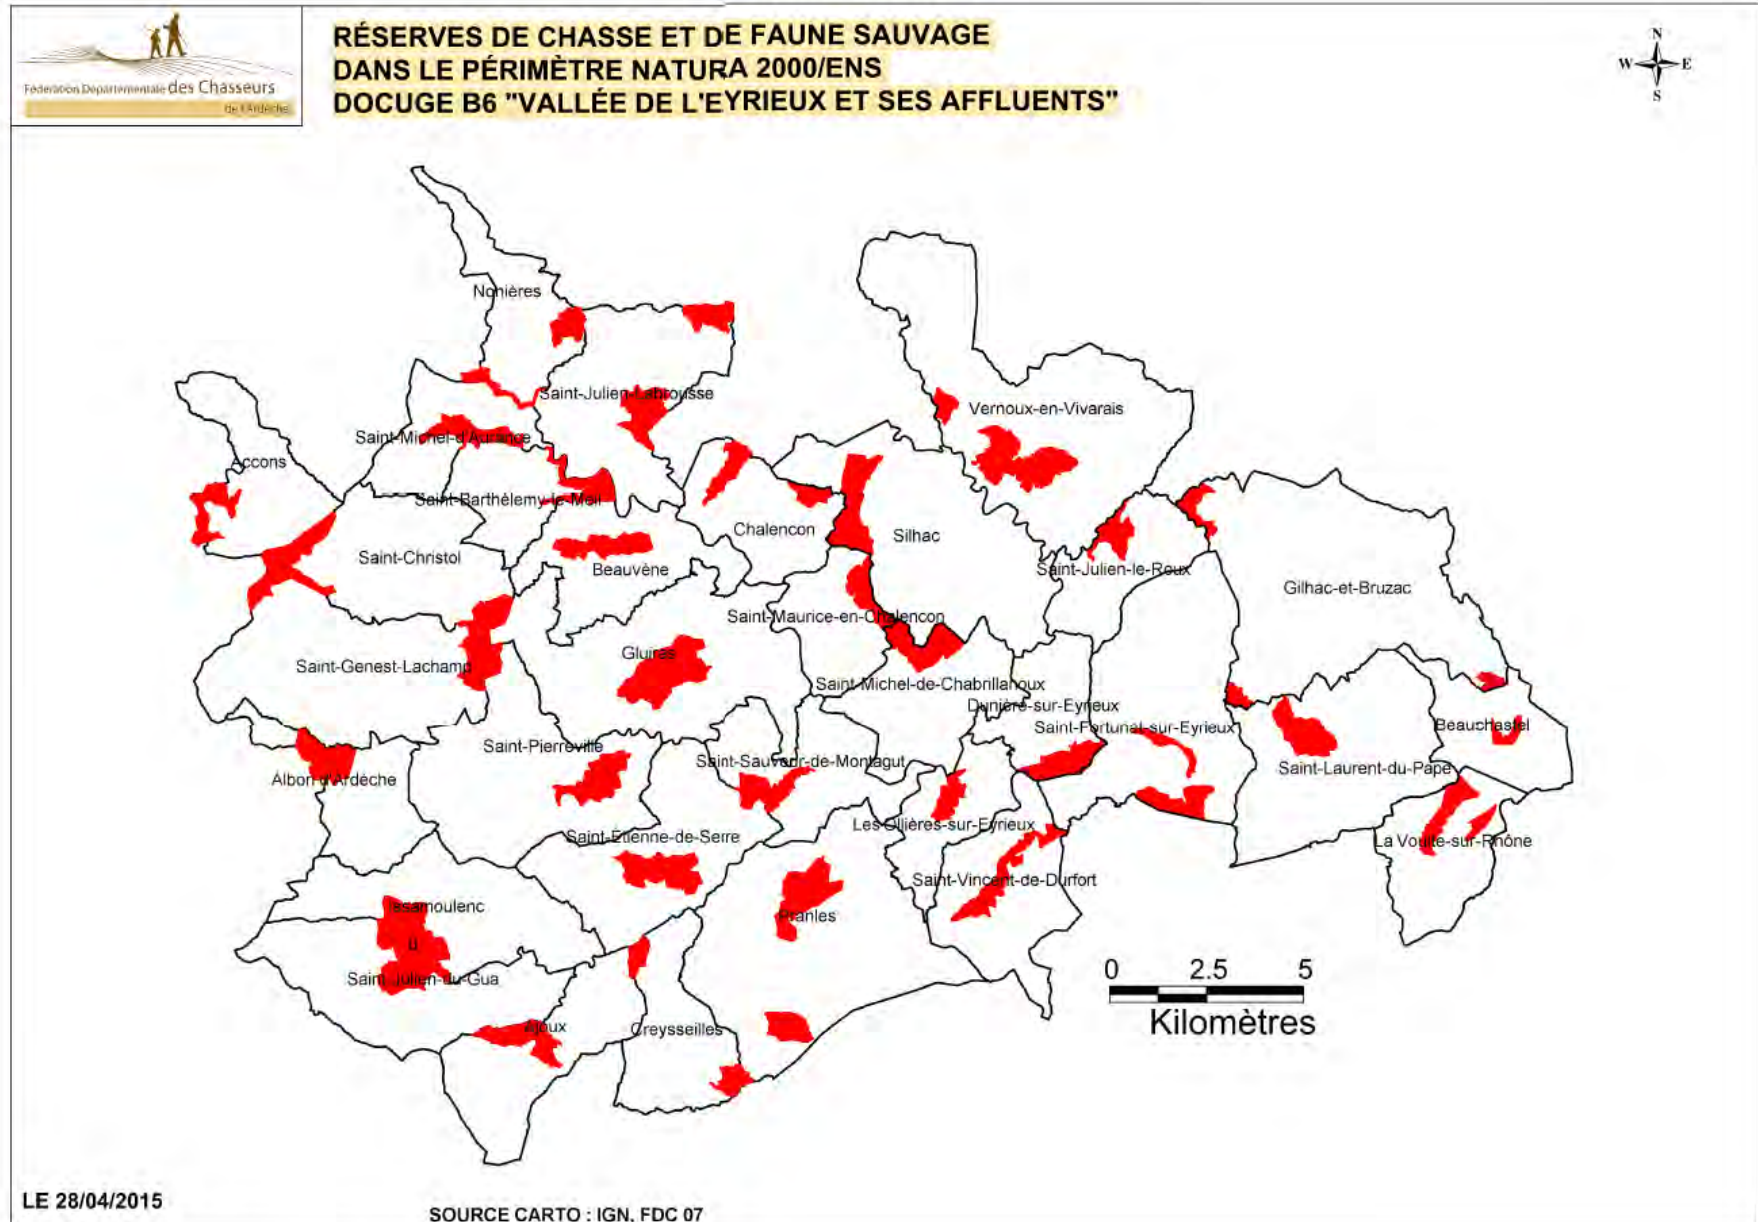 Fédération Départementale des Chasseurs
de l'Ardèche
RÉSERVES DE CHASSE ET DE FAUNE SAUVAGE
DANS LE PÉRIMÈTRE NATURA 2000/ENS
DOCUGE B6 "VALLÉE DE L'EYRIEUX ET SES AFFLUENTS"
N
W E
S
Nonières
Saint-Julien-Labrousse
Vernoux-en-Vivarais
Saint-Michel-d'Aurance
Accons
Saint-Barthélemy-le-Meil
Chalencon
Silhac
Saint-Christol
Beauvène
Saint-Julien-le-Roux
Gilhac-et-Bruzac
Saint-Maurice-en-Chalencon
Gluiras
Saint-Genest-Lachamp
Saint-Michel-de-Chabrillanoux
Dunière-sur-Eyrieux
Saint-Fortunat-sur-Eyrieux
Beauchastel
Saint-Pierreville
Saint-Sauveur-de-Montagut
Saint-Laurent-du-Pape
Albon d'Ardèche
Les Ollières-sur-Eyrieux
Saint-Étienne-de-Serre
La Voulte-sur-Rhône
Saint-Vincent-de-Durfort
Issamoulenc
Pranles
Saint-Julien-du-Gua
Ajoux
Creysseilles
0 2.5 5
Kilomètres
LE 28/04/2015
SOURCE CARTO : IGN, FDC 07